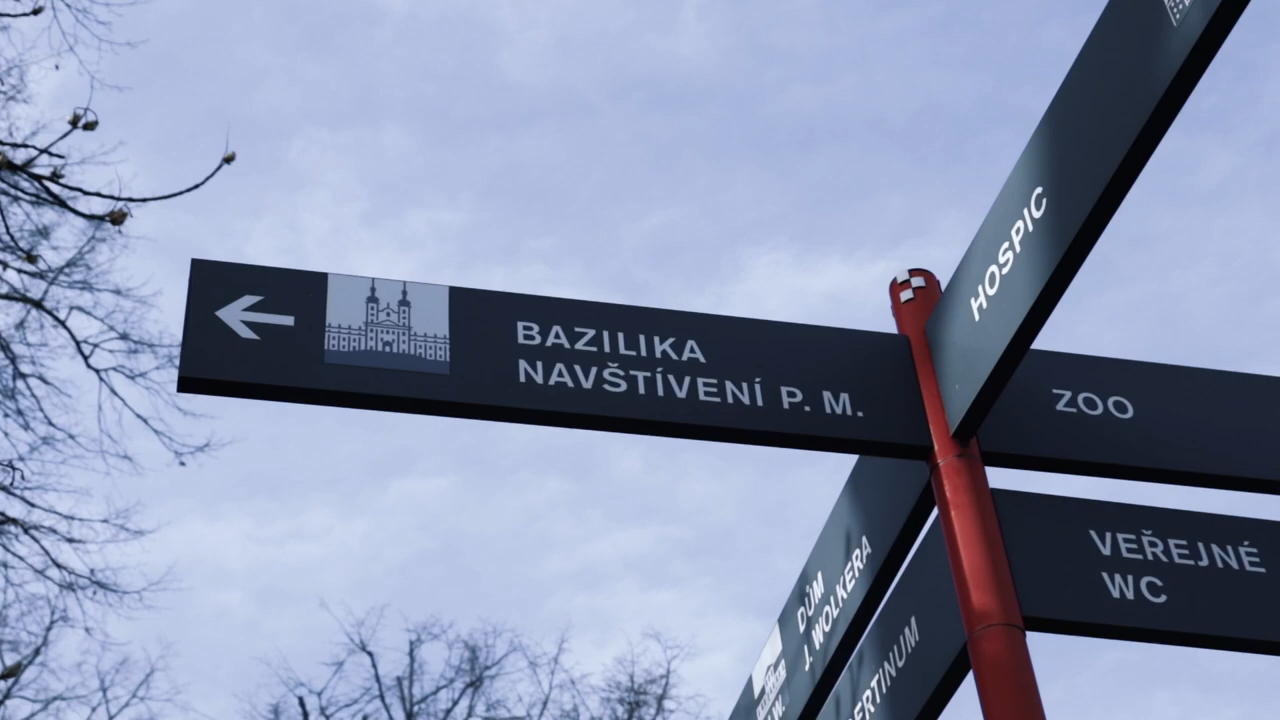 BAZILIKA
NAVŠTÍVENÍ P. M.
HOSPIC
ZOO
VEŘEJNÉ
WC
DŮM
J. WOLKERA